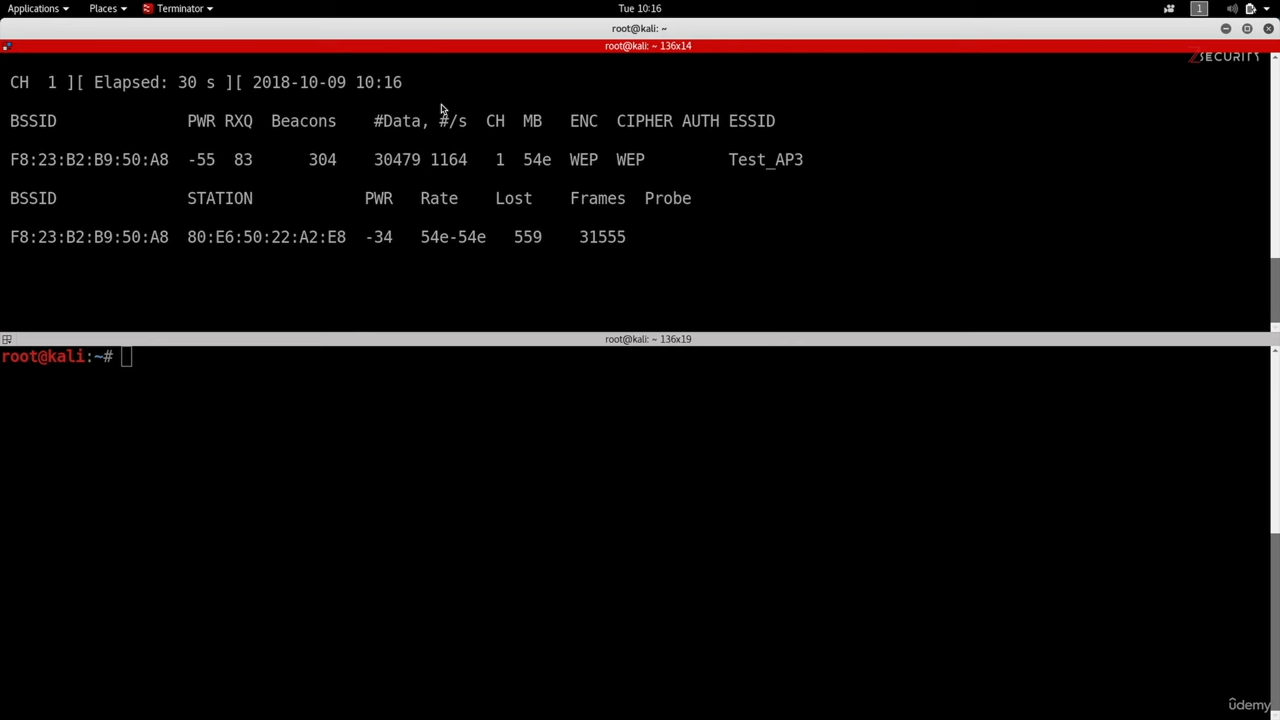 Applications Places Terminator Tue 10:16 1
root@kali: ~
root@kali: ~ 136x14
ZSECURITY
CH 1 ][ Elapsed: 30 s ][ 2018-10-09 10:16
BSSID PWR RXQ Beacons #Data, #/s CH MB ENC CIPHER AUTH ESSID
F8:23:B2:B9:50:A8 -55 83 304 30479 1164 1 54e WEP WEP Test_AP3
BSSID STATION PWR Rate Lost Frames Probe
F8:23:B2:B9:50:A8 80:E6:50:22:A2:E8 -34 54e-54e 559 31555
root@kali: ~ 136x19
root@kali:~#
ûdemy